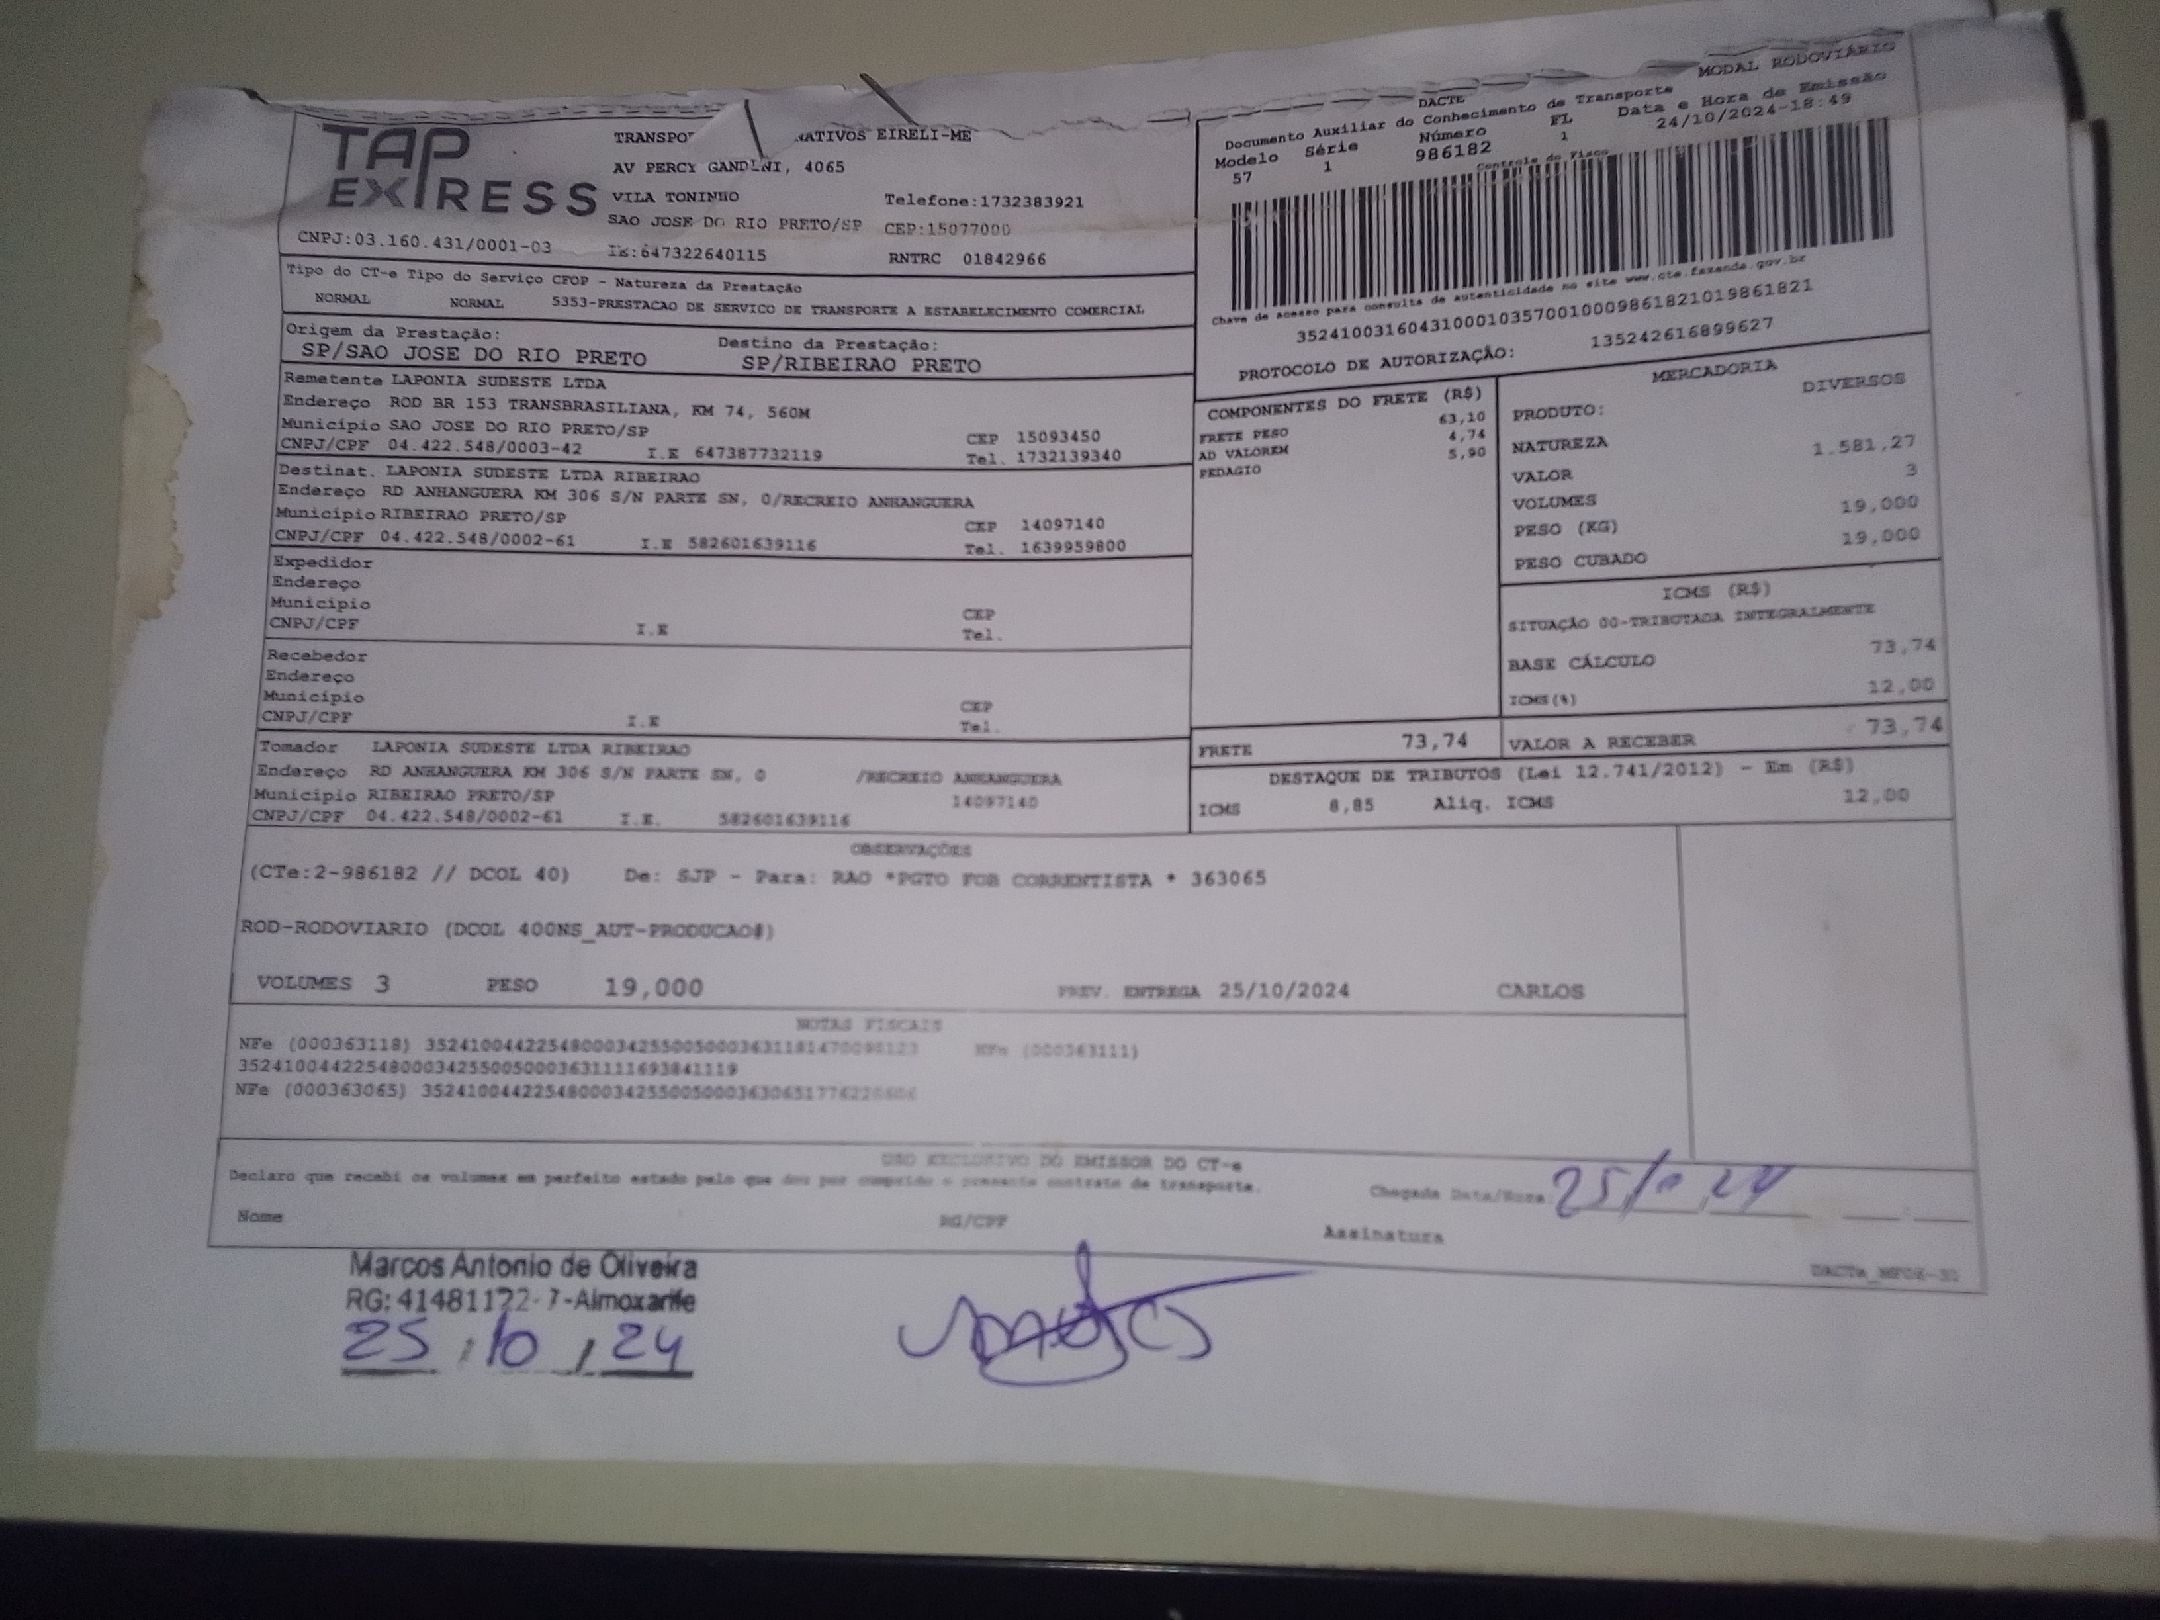 TAP
EXPRESS
AV PERCY GANDINI, 4065
VILA TONINHO Telefone:1732383921
SAO JOSE DO RIO PRETO/SP CEP:15077000
CNPJ:03.160.431/0001-03 IE:647322640115 RNTRC 01842966
EIRELI-ME
MODAL RODOVIÁRIO
DACTE
Documento Auxiliar do Conhecimento de Transporte
Modelo Série Número FL Data e Hora de Emissão
57 1 986182 1 24/10/2024-18:49
Controle do Fisco
Chave de acesso para consulta de autenticidade no site www.cte.fazenda.gov.br
35241003160431000103570010009861821019861821
PROTOCOLO DE AUTORIZAÇÃO: 135242616899627
Tipo do CT-e Tipo do Serviço CFOP - Natureza da Prestação
NORMAL NORMAL 5353-PRESTACAO DE SERVICO DE TRANSPORTE A ESTABELECIMENTO COMERCIAL
Origem da Prestação: Destino da Prestação:
SP/SAO JOSE DO RIO PRETO SP/RIBEIRAO PRETO
Remetente LAPONIA SUDESTE LTDA
Endereço ROD BR 153 TRANSBRASILIANA, KM 74, 560M
Município SAO JOSE DO RIO PRETO/SP CEP 15093450
CNPJ/CPF 04.422.548/0003-42 I.E 647387732119 Tel. 1732139340
Destinat. LAPONIA SUDESTE LTDA RIBEIRAO
Endereço RD ANHANGUERA KM 306 S/N PARTE SN, 0/RECREIO ANHANGUERA
Município RIBEIRAO PRETO/SP CEP 14097140
CNPJ/CPF 04.422.548/0002-61 I.E 582601639116 Tel. 1639959800
Expedidor
Endereço
Município CEP
CNPJ/CPF I.E Tel.
Recebedor
Endereço
Município CEP
CNPJ/CPF I.E Tel.
Tomador LAPONIA SUDESTE LTDA RIBEIRAO
Endereço RD ANHANGUERA KM 306 S/N PARTE SN, 0 /RECREIO ANHANGUERA
Município RIBEIRAO PRETO/SP 14097140
CNPJ/CPF 04.422.548/0002-61 I.E. 582601639116
COMPONENTES DO FRETE (R$)
FRETE PESO 63,10
AD VALOREM 4,74
PEDAGIO 5,90
MERCADORIA
PRODUTO: DIVERSOS
NATUREZA
VALOR 1.581,27
VOLUMES 3
PESO (KG) 19,000
PESO CUBADO 19,000
ICMS (R$)
SITUAÇÃO 00-TRIBUTADA INTEGRALMENTE
BASE CÁLCULO 73,74
ICMS(%) 12,00
FRETE 73,74 VALOR A RECEBER 73,74
DESTAQUE DE TRIBUTOS (Lei 12.741/2012) - Em (R$)
ICMS 8,85 Aliq. ICMS 12,00
OBSERVAÇÕES
(CTe:2-986182 // DCOL 40) De: SJP - Para: RAO *PGTO FOB CORRENTISTA * 363065
ROD-RODOVIARIO (DCOL 400NS_AUT-PRODUCAO$)
VOLUMES 3 PESO 19,000 PREV. ENTREGA 25/10/2024 CARLOS
NOTAS FISCAIS
NFe (000363118) NFe (000363111)
35241004422548000342550050003631111693841119
NFe (000363065)
USO EXCLUSIVO DO EMISSOR DO CT-e
Declaro que recebi os volumes em perfeito estado pelo que dou por cumprido o presente contrato de transporte.
Chegada Data/Hora 25/10/24
Nome RG/CPF Assinatura
Marcos Antonio de Oliveira
RG: 41481122-7-Almoxarife
25/10/24